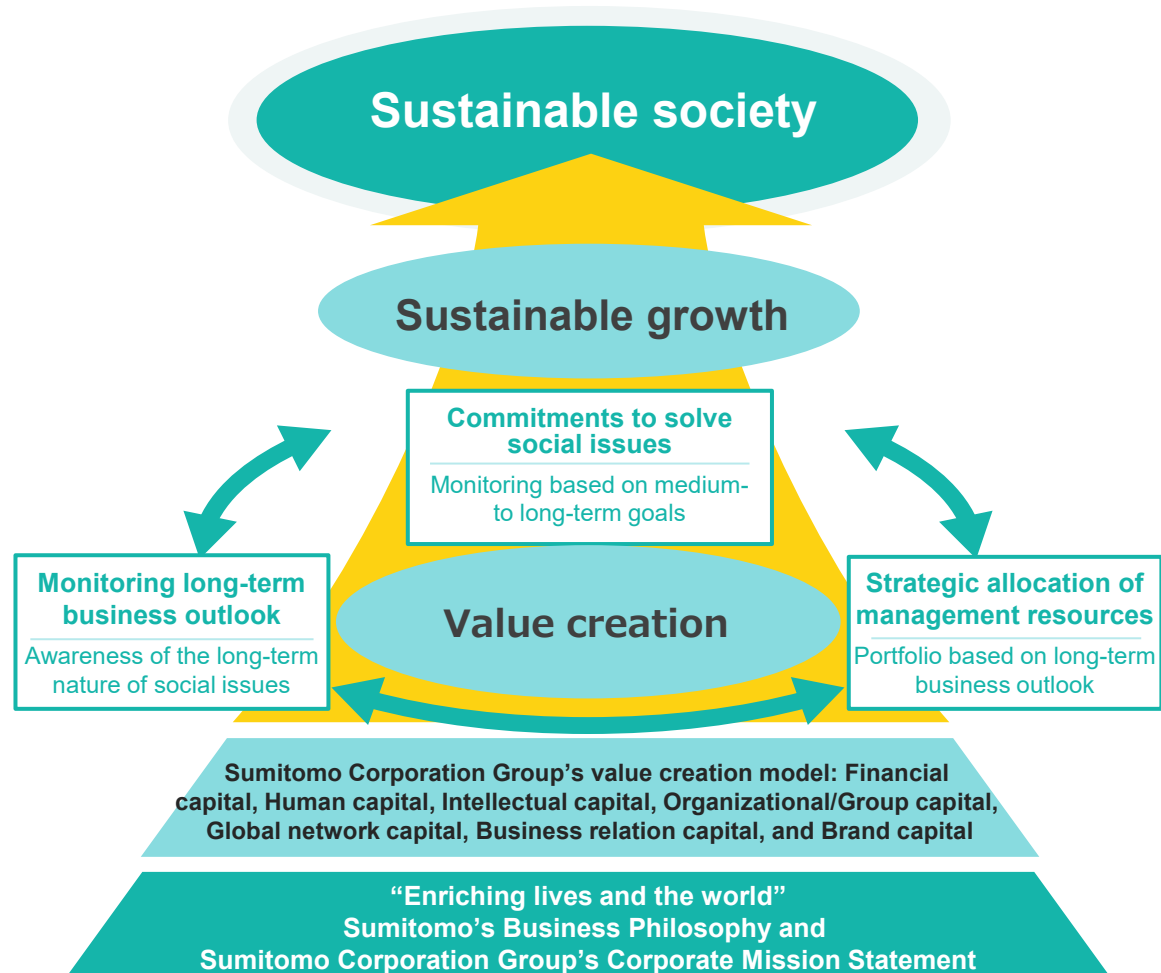 Sustainable society
Sustainable growth
Commitments to solve
social issues
Monitoring based on medium-
to long-term goals
Monitoring long-term
business outlook
Awareness of the long-term
nature of social issues
Value creation
Strategic allocation of
management resources
Portfolio based on long-term
business outlook
Sumitomo Corporation Group’s value creation model: Financial
capital, Human capital, Intellectual capital, Organizational/Group capital,
Global network capital, Business relation capital, and Brand capital
“Enriching lives and the world”
Sumitomo’s Business Philosophy and
Sumitomo Corporation Group’s Corporate Mission Statement